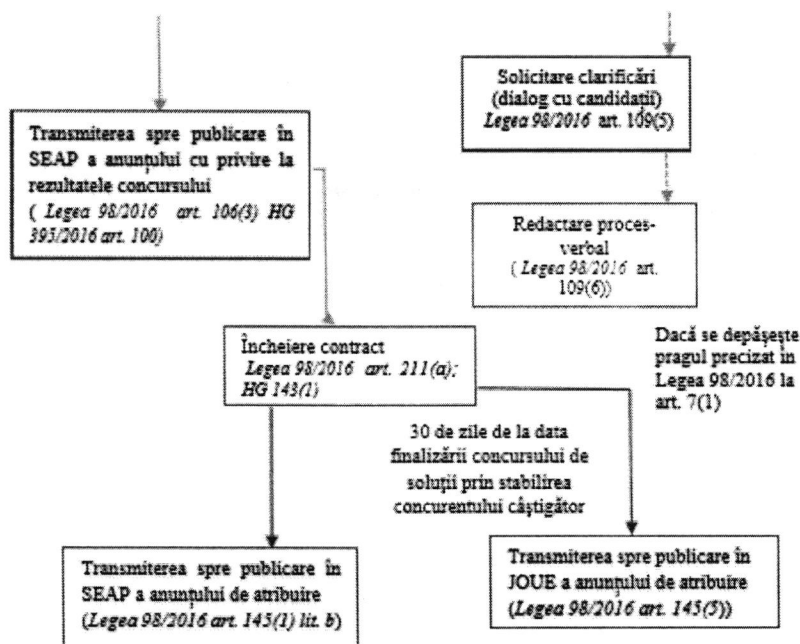 Solicitare clarificări
(dialog cu candidații)
Legea 98/2016 art. 109(5)
Transmiterea spre publicare în
SEAP a anunțului cu privire la
rezultatele concursului
( Legea 98/2016 art. 106(3) HG
395/2016 art. 100)
Redactare proces-
verbal
( Legea 98/2016 art.
109(6))
Încheiere contract
Legea 98/2016 art. 211(a);
HG 143(1)
Dacă se depășește
pragul precizat în
Legea 98/2016 la
art. 7(1)
30 de zile de la data
finalizării concursului de
soluții prin stabilirea
concurentului câștigător
Transmiterea spre publicare în
SEAP a anunțului de atribuire
(Legea 98/2016 art. 145(1) lit. b)
Transmiterea spre publicare în
JOUE a anunțului de atribuire
(Legea 98/2016 art. 145(5))